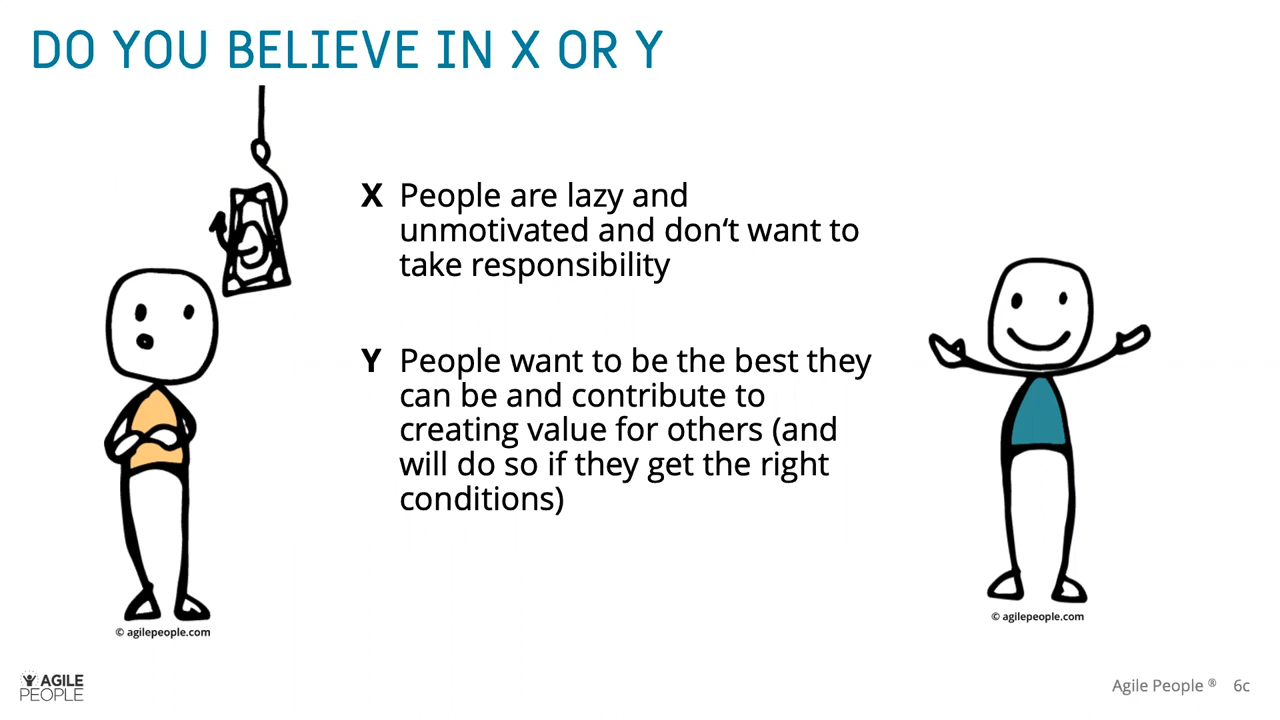 DO YOU BELIEVE IN X OR Y
X People are lazy and
unmotivated and don‘t want to
take responsibility
Y People want to be the best they
can be and contribute to
creating value for others (and
will do so if they get the right
conditions)
© agilepeople.com
© agilepeople.com
AGILE
PEOPLE
Agile People ® 6c